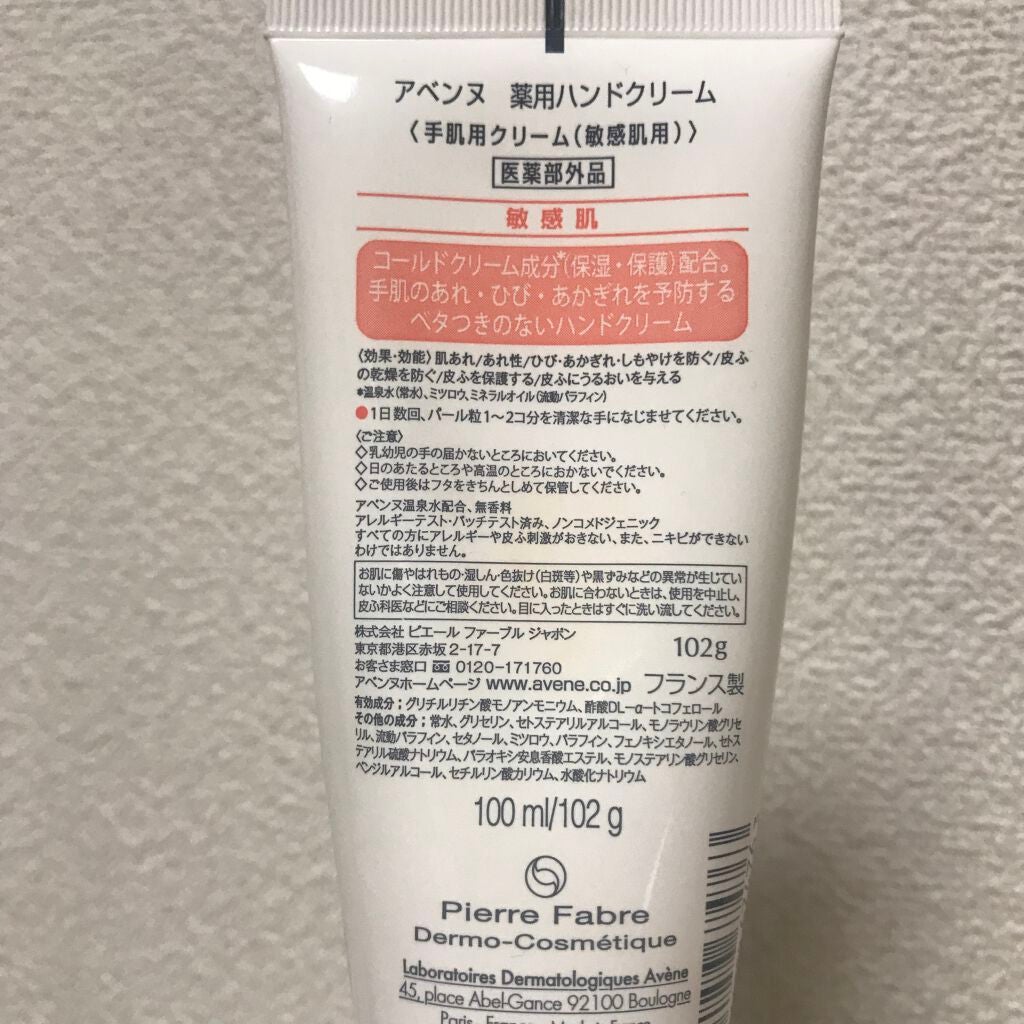 アベンヌ 薬用ハンドクリーム
〈手肌用クリーム(敏感肌用)〉
医薬部外品
敏感肌
コールドクリーム成分*(保湿・保護)配合。
手肌のあれ・ひび・あかぎれを予防する
ベタつきのないハンドクリーム
〈効果・効能〉肌あれ/あれ性/ひび・あかぎれ・しもやけを防ぐ/皮ふ
の乾燥を防ぐ/皮ふを保護する/皮ふにうるおいを与える
*温泉水(常水)、ミツロウ、ミネラルオイル(流動パラフィン)
●1日数回、パール粒1〜2コ分を清潔な手になじませてください。
〈ご注意〉
◇乳幼児の手の届かないところにおいてください。
◇日のあたるところや高温のところにおかないでください。
◇ご使用後はフタをきちんとしめて保管してください。
アベンヌ温泉水配合、無香料
アレルギーテスト・パッチテスト済み、ノンコメドジェニック
すべての方にアレルギーや皮ふ刺激がおきない、また、ニキビができない
わけではありません。
お肌に傷やはれもの・湿しん・色抜け(白斑等)や黒ずみなどの異常が生じてい
ないかよく注意して使用してください。お肌に合わないときは、使用を中止し、
皮ふ科医などにご相談ください。目に入ったときはすぐに洗い流してください。
株式会社 ピエール ファーブル ジャポン
東京都港区赤坂2-17-7
102g
お客さま窓口 0120-171760
アベンヌホームページ www.avene.co.jp フランス製
有効成分;グリチルリチン酸モノアンモニウム、酢酸DL-α-トコフェロール
その他の成分;常水、グリセリン、セトステアリルアルコール、モノラウリン酸グリセ
リル、流動パラフィン、セタノール、ミツロウ、パラフィン、フェノキシエタノール、セトス
テアリル硫酸ナトリウム、パラオキシ安息香酸エステル、モノステアリン酸グリセリン、
ベンジルアルコール、セチルリン酸カリウム、水酸化ナトリウム
100 ml/102 g
Pierre Fabre
Dermo-Cosmétique
Laboratoires Dermatologiques Avène
45, place Abel-Gance 92100 Boulogne